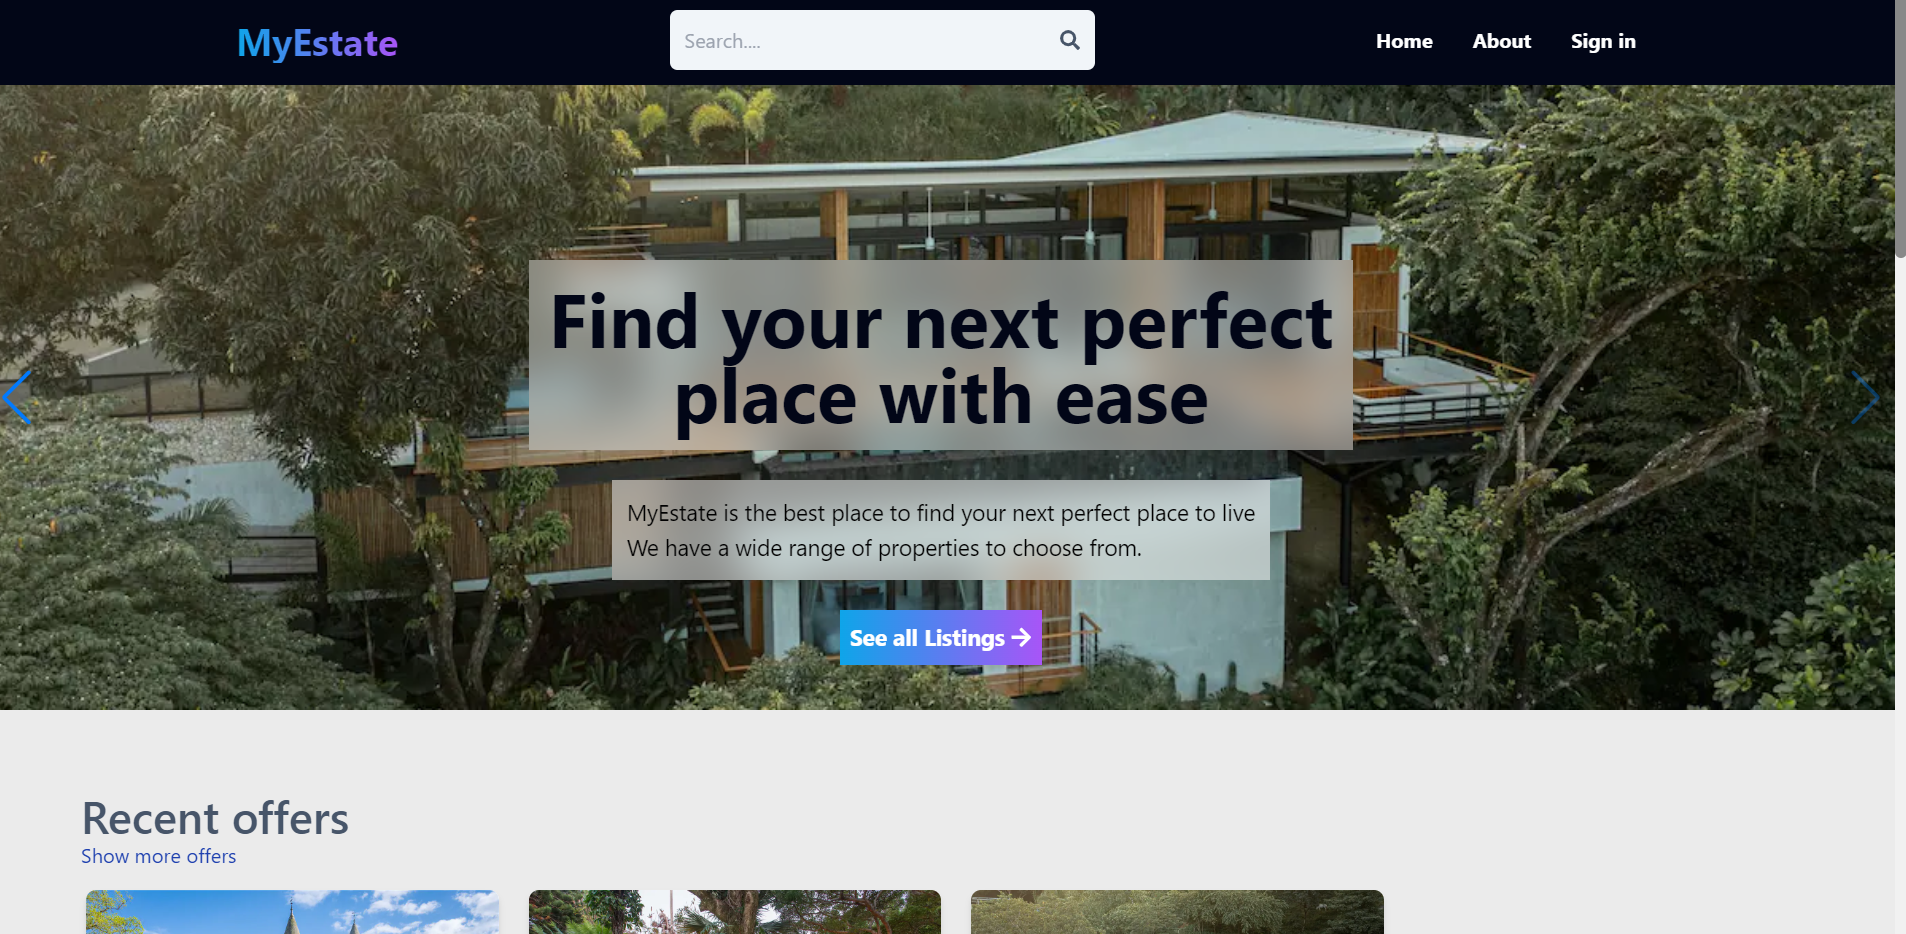 MyEstate
Search....
Home
About
Sign in
Find your next perfect
place with ease
MyEstate is the best place to find your next perfect place to live
We have a wide range of properties to choose from.
See all Listings →
Recent offers
Show more offers